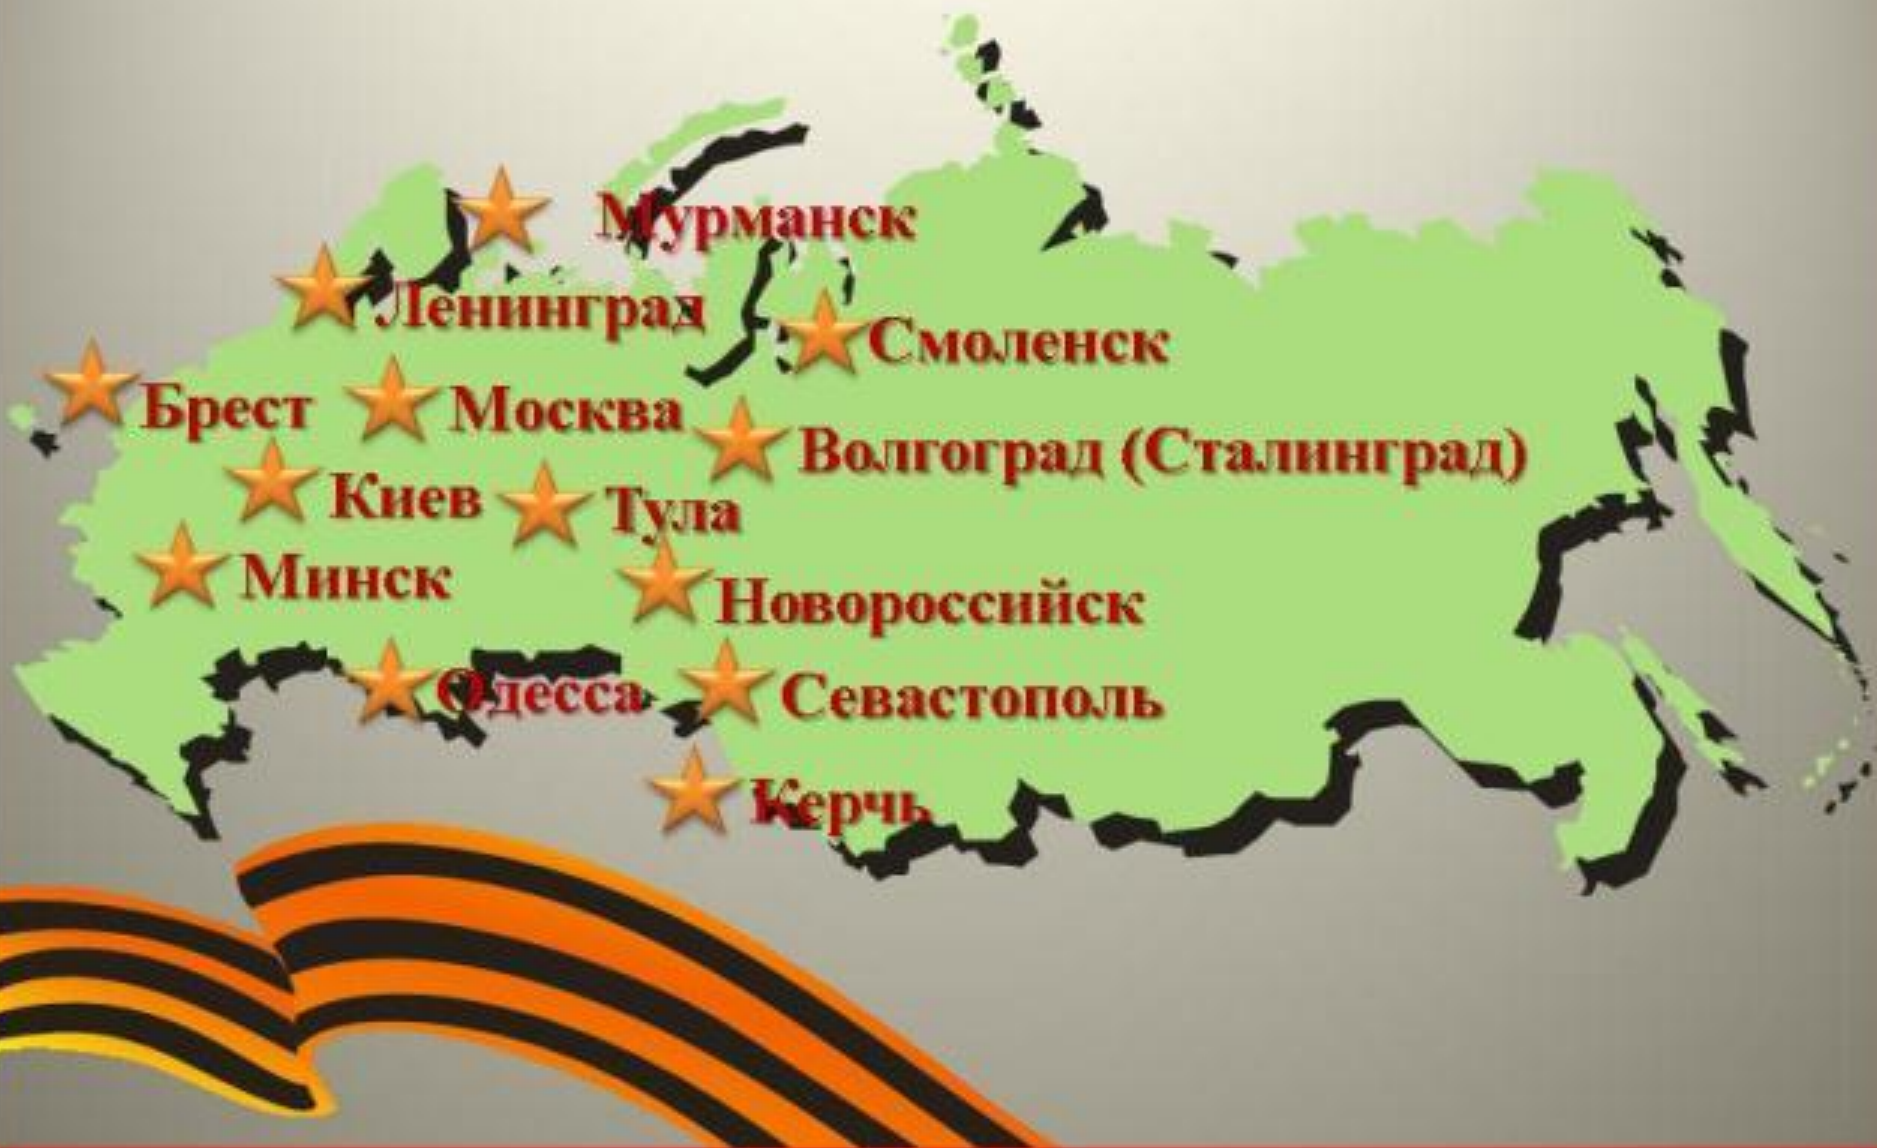 Мурманск
Ленинград
Смоленск
Брест
Москва
Волгоград (Сталинград)
Киев
Тула
Минск
Новороссийск
Одесса
Севастополь
Керчь